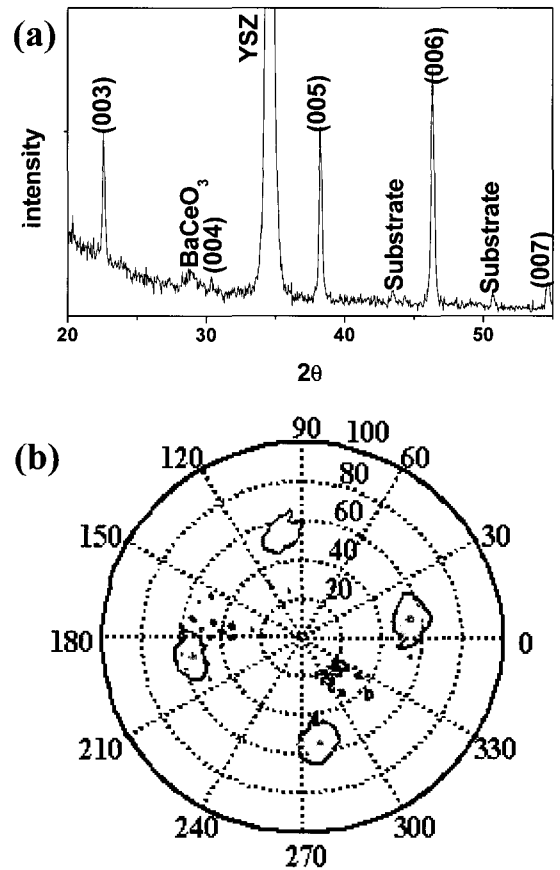 (a)
intensity
(003)
BaCeO3
(004)
YSZ
(005)
Substrate
(006)
Substrate
(007)
20 30 40 50
2θ
(b)
90 100
120 60
80
60
150 40 30
20
180 0
210 330
240 300
270